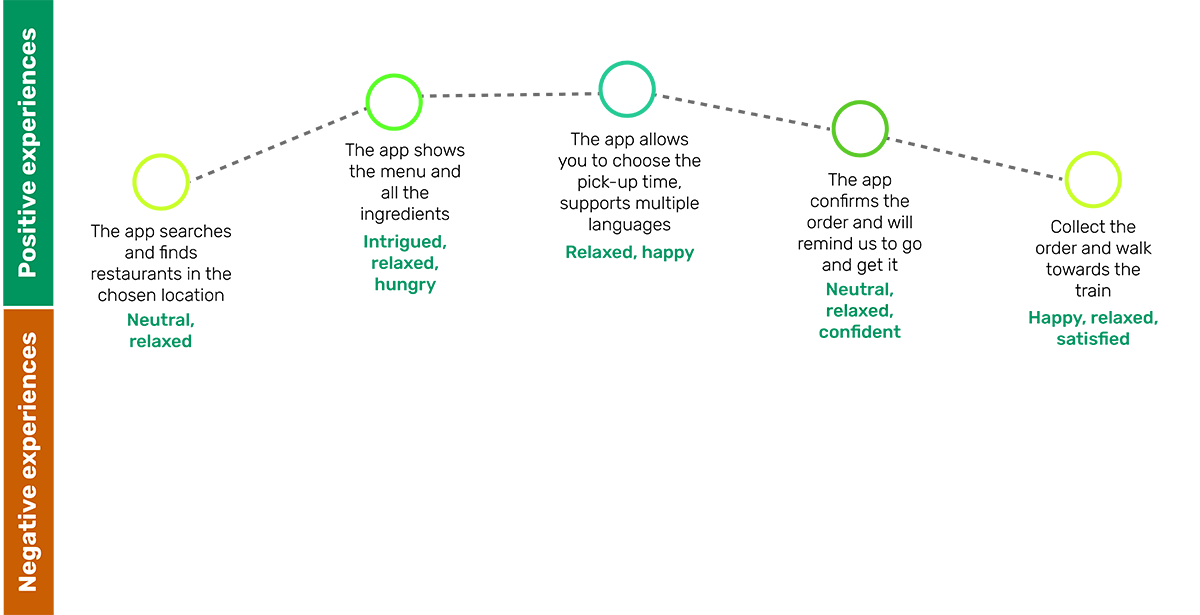 Positive experiences
The app searches
and finds
restaurants in the
chosen location
Neutral,
relaxed
The app shows
the menu and
all the
ingredients
Intrigued,
relaxed,
hungry
The app allows
you to choose the
pick-up time,
supports multiple
languages
Relaxed, happy
The app
confirms the
order and will
remind us to go
and get it
Neutral,
relaxed,
confident
Collect the
order and walk
towards the
train
Happy, relaxed,
satisfied
Negative experiences